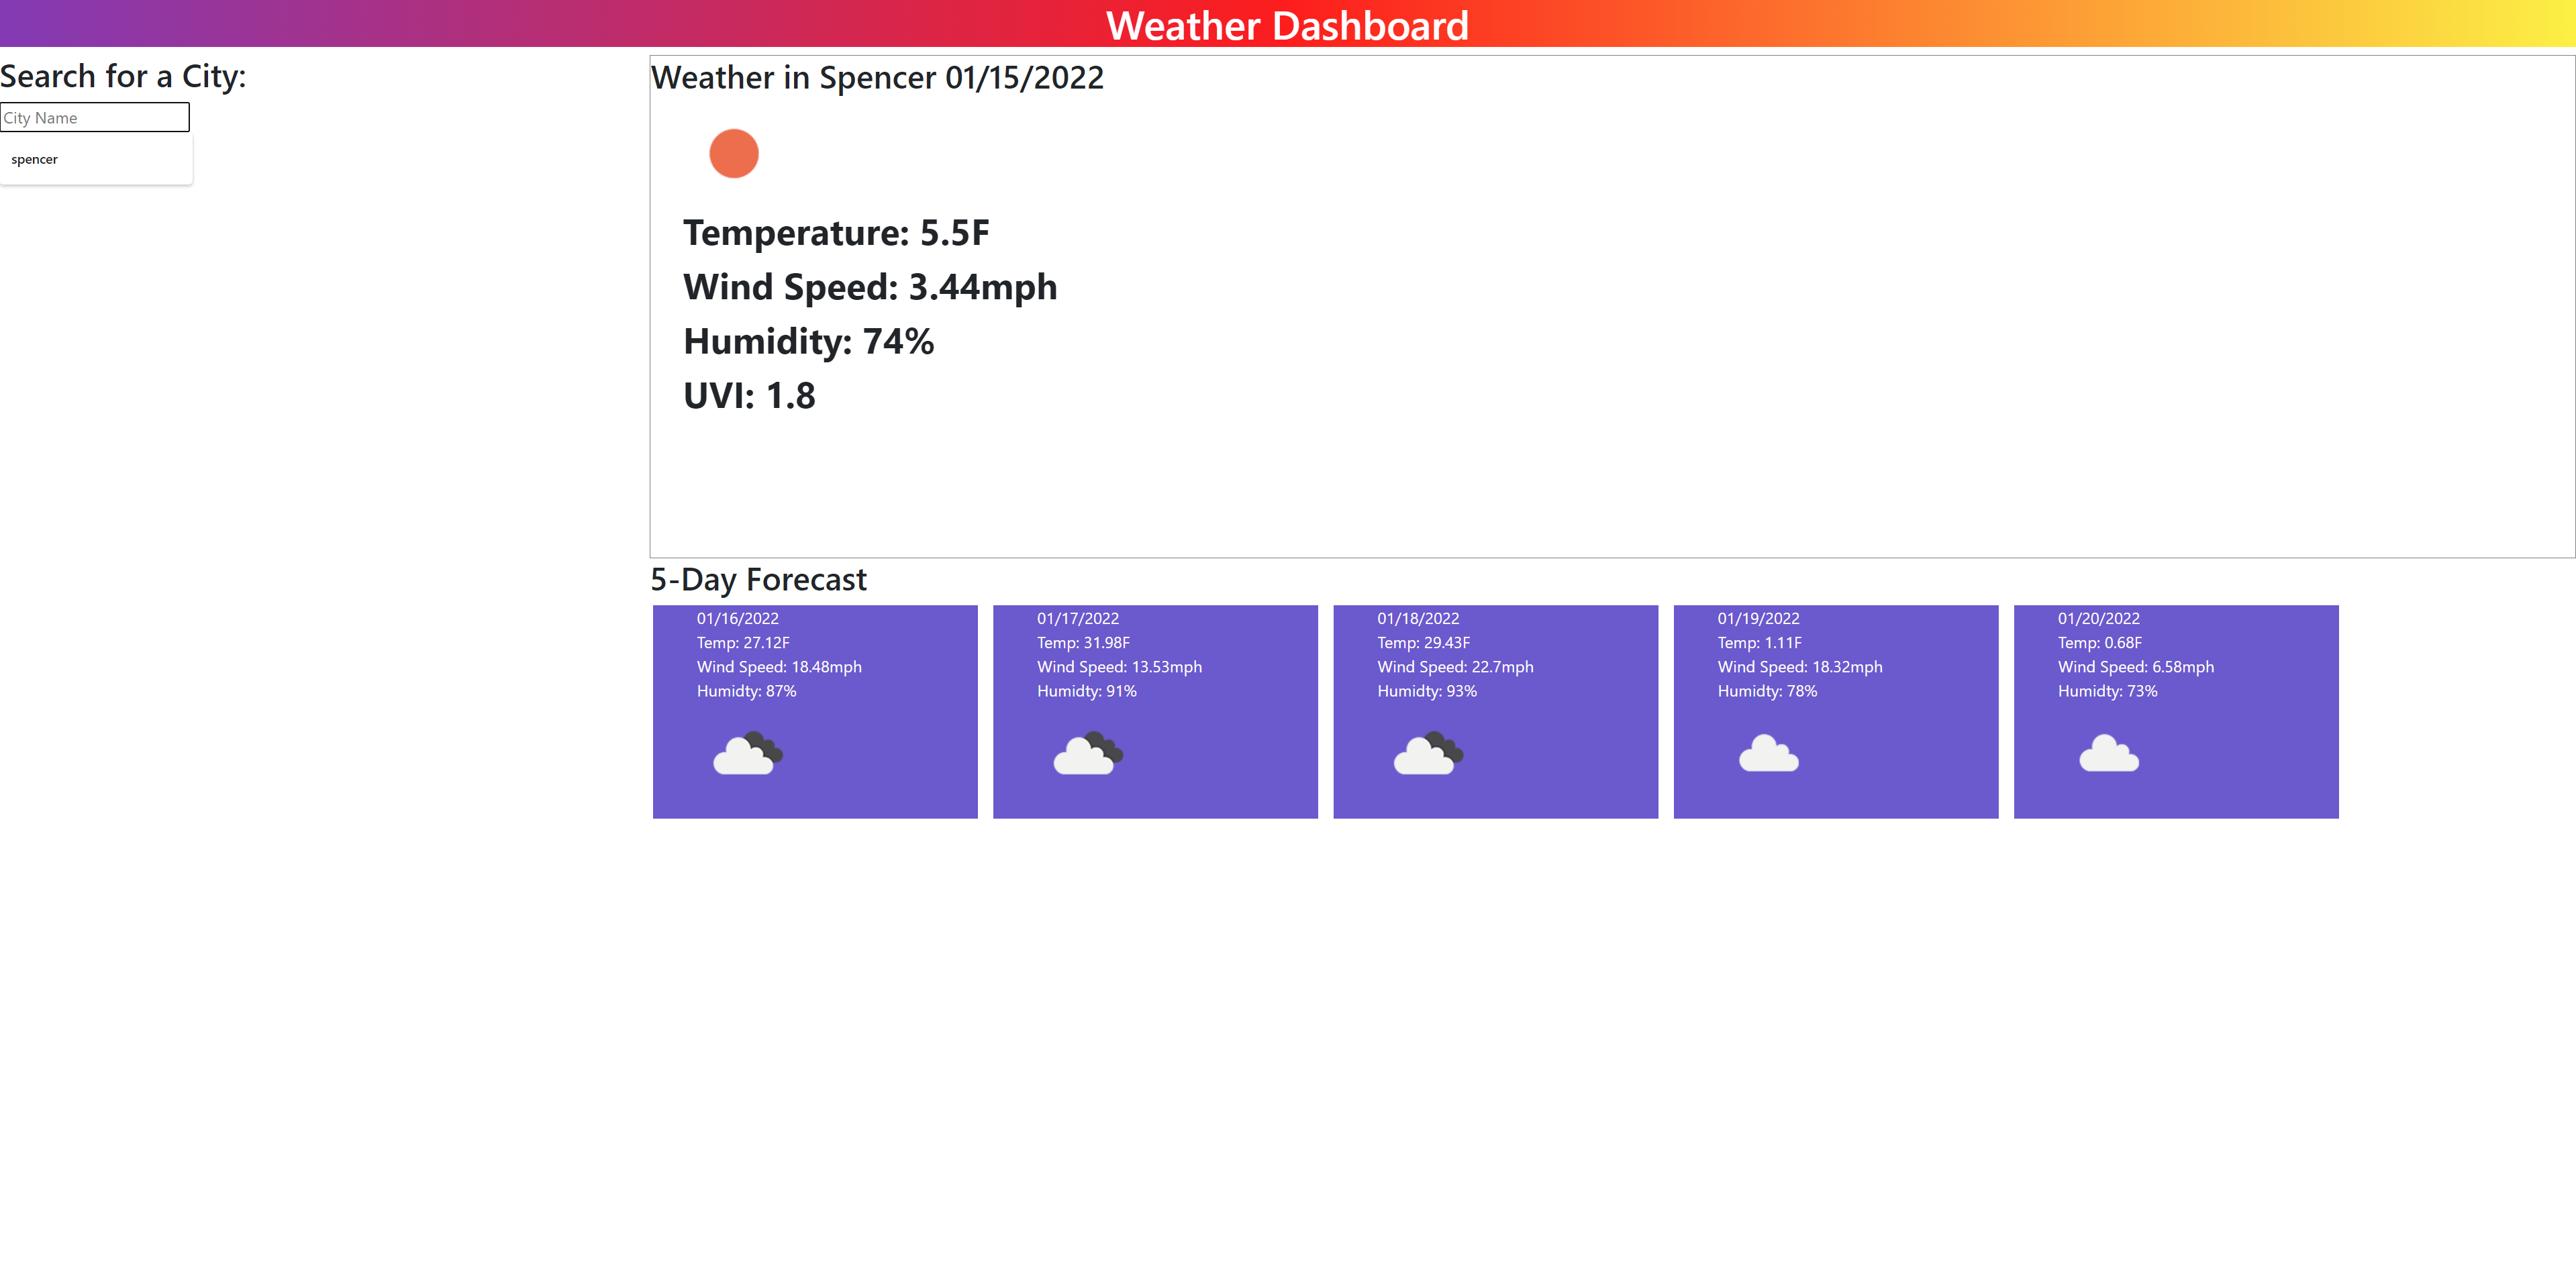 Weather Dashboard
Search for a City:
City Name
spencer
Weather in Spencer 01/15/2022
Temperature: 5.5F
Wind Speed: 3.44mph
Humidity: 74%
UVI: 1.8
5-Day Forecast
01/16/2022
Temp: 27.12F
Wind Speed: 18.48mph
Humidty: 87%
01/17/2022
Temp: 31.98F
Wind Speed: 13.53mph
Humidty: 91%
01/18/2022
Temp: 29.43F
Wind Speed: 22.7mph
Humidty: 93%
01/19/2022
Temp: 1.11F
Wind Speed: 18.32mph
Humidty: 78%
01/20/2022
Temp: 0.68F
Wind Speed: 6.58mph
Humidty: 73%